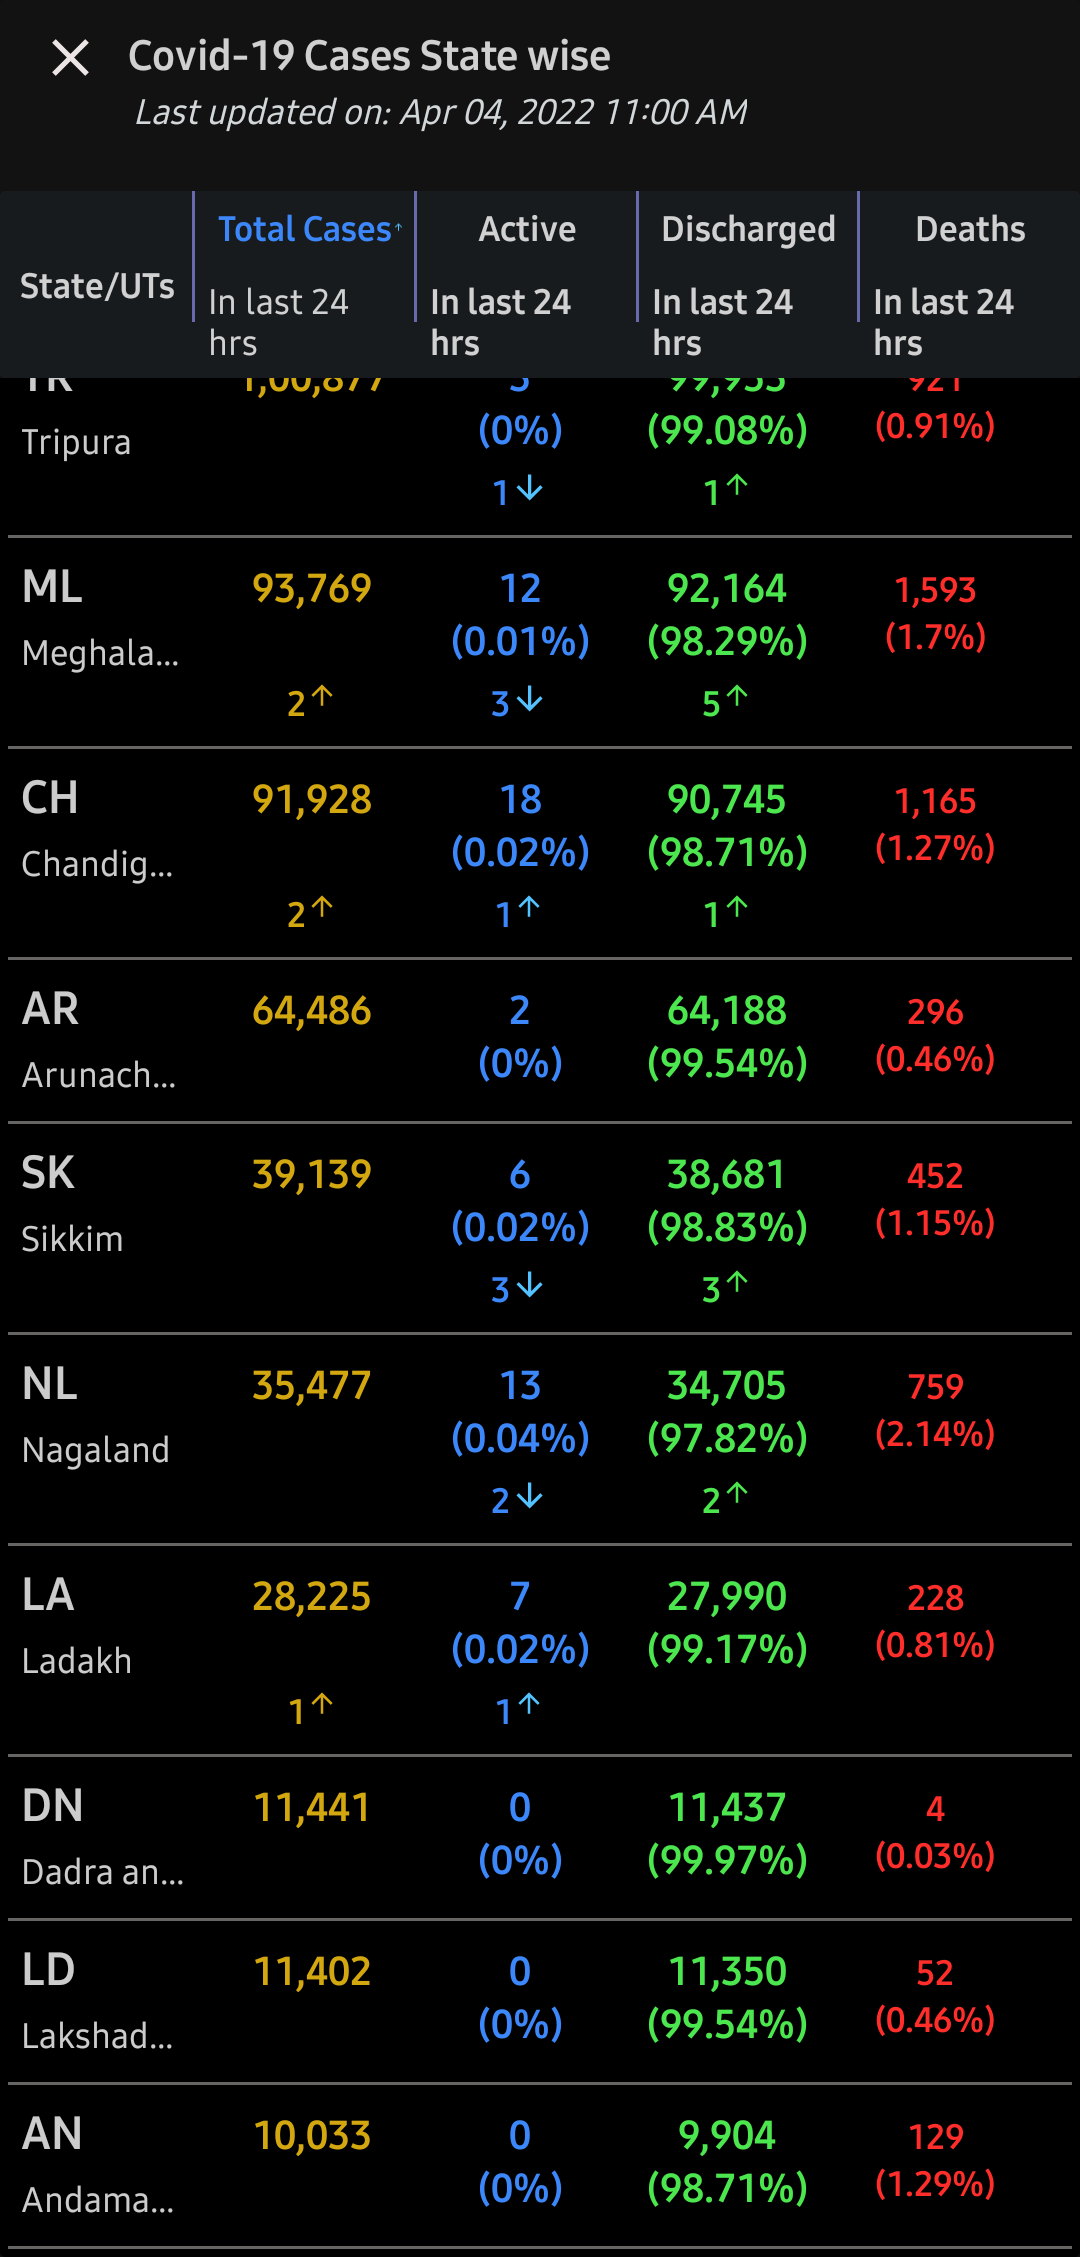 Covid-19 Cases State wise
Last updated on: Apr 04, 2022 11:00 AM
State/UTs Total Cases↑ Active Discharged Deaths
In last 24 hrs In last 24 hrs In last 24 hrs In last 24 hrs
TR 1,00,877 3 99,953 921
Tripura (0%) (99.08%) (0.91%)
1↓ 1↑
ML 93,769 12 92,164 1,593
Meghala... (0.01%) (98.29%) (1.7%)
2↑ 3↓ 5↑
CH 91,928 18 90,745 1,165
Chandig... (0.02%) (98.71%) (1.27%)
2↑ 1↑ 1↑
AR 64,486 2 64,188 296
Arunach... (0%) (99.54%) (0.46%)
SK 39,139 6 38,681 452
Sikkim (0.02%) (98.83%) (1.15%)
3↓ 3↑
NL 35,477 13 34,705 759
Nagaland (0.04%) (97.82%) (2.14%)
2↓ 2↑
LA 28,225 7 27,990 228
Ladakh (0.02%) (99.17%) (0.81%)
1↑ 1↑
DN 11,441 0 11,437 4
Dadra an... (0%) (99.97%) (0.03%)
LD 11,402 0 11,350 52
Lakshad... (0%) (99.54%) (0.46%)
AN 10,033 0 9,904 129
Andama... (0%) (98.71%) (1.29%)